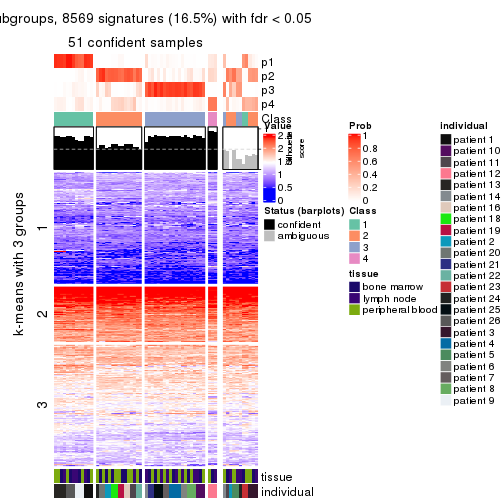 ubgroups, 8569 signatures (16.5%) with fdr < 0.05
51 confident samples
p1
p2
p3
p4
Class
k-means with 3 groups
1
2
3
tissue
individual
Value
2.5
2
1.5
1
0.5
0
Silhouette
score
Status (barplots)
confident
ambiguous
Prob
1
0.8
0.6
0.4
0.2
0
Class
1
2
3
4
tissue
bone marrow
lymph node
peripheral blood
individual
patient 1
patient 10
patient 11
patient 12
patient 13
patient 14
patient 16
patient 18
patient 19
patient 2
patient 20
patient 21
patient 22
patient 23
patient 24
patient 25
patient 26
patient 3
patient 4
patient 5
patient 6
patient 7
patient 8
patient 9